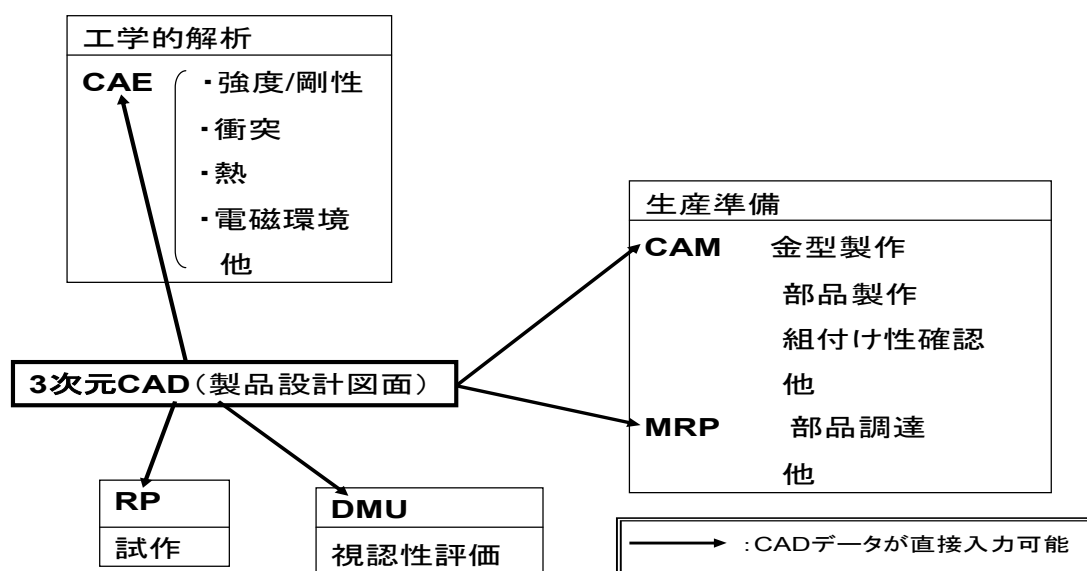 工学的解析
CAE ・強度/剛性
・衝突
・熱
・電磁環境
他
生産準備
CAM 金型製作
部品製作
組付け性確認
他
MRP 部品調達
他
3次元CAD(製品設計図面)
RP
試作
DMU
視認性評価
:CADデータが直接入力可能